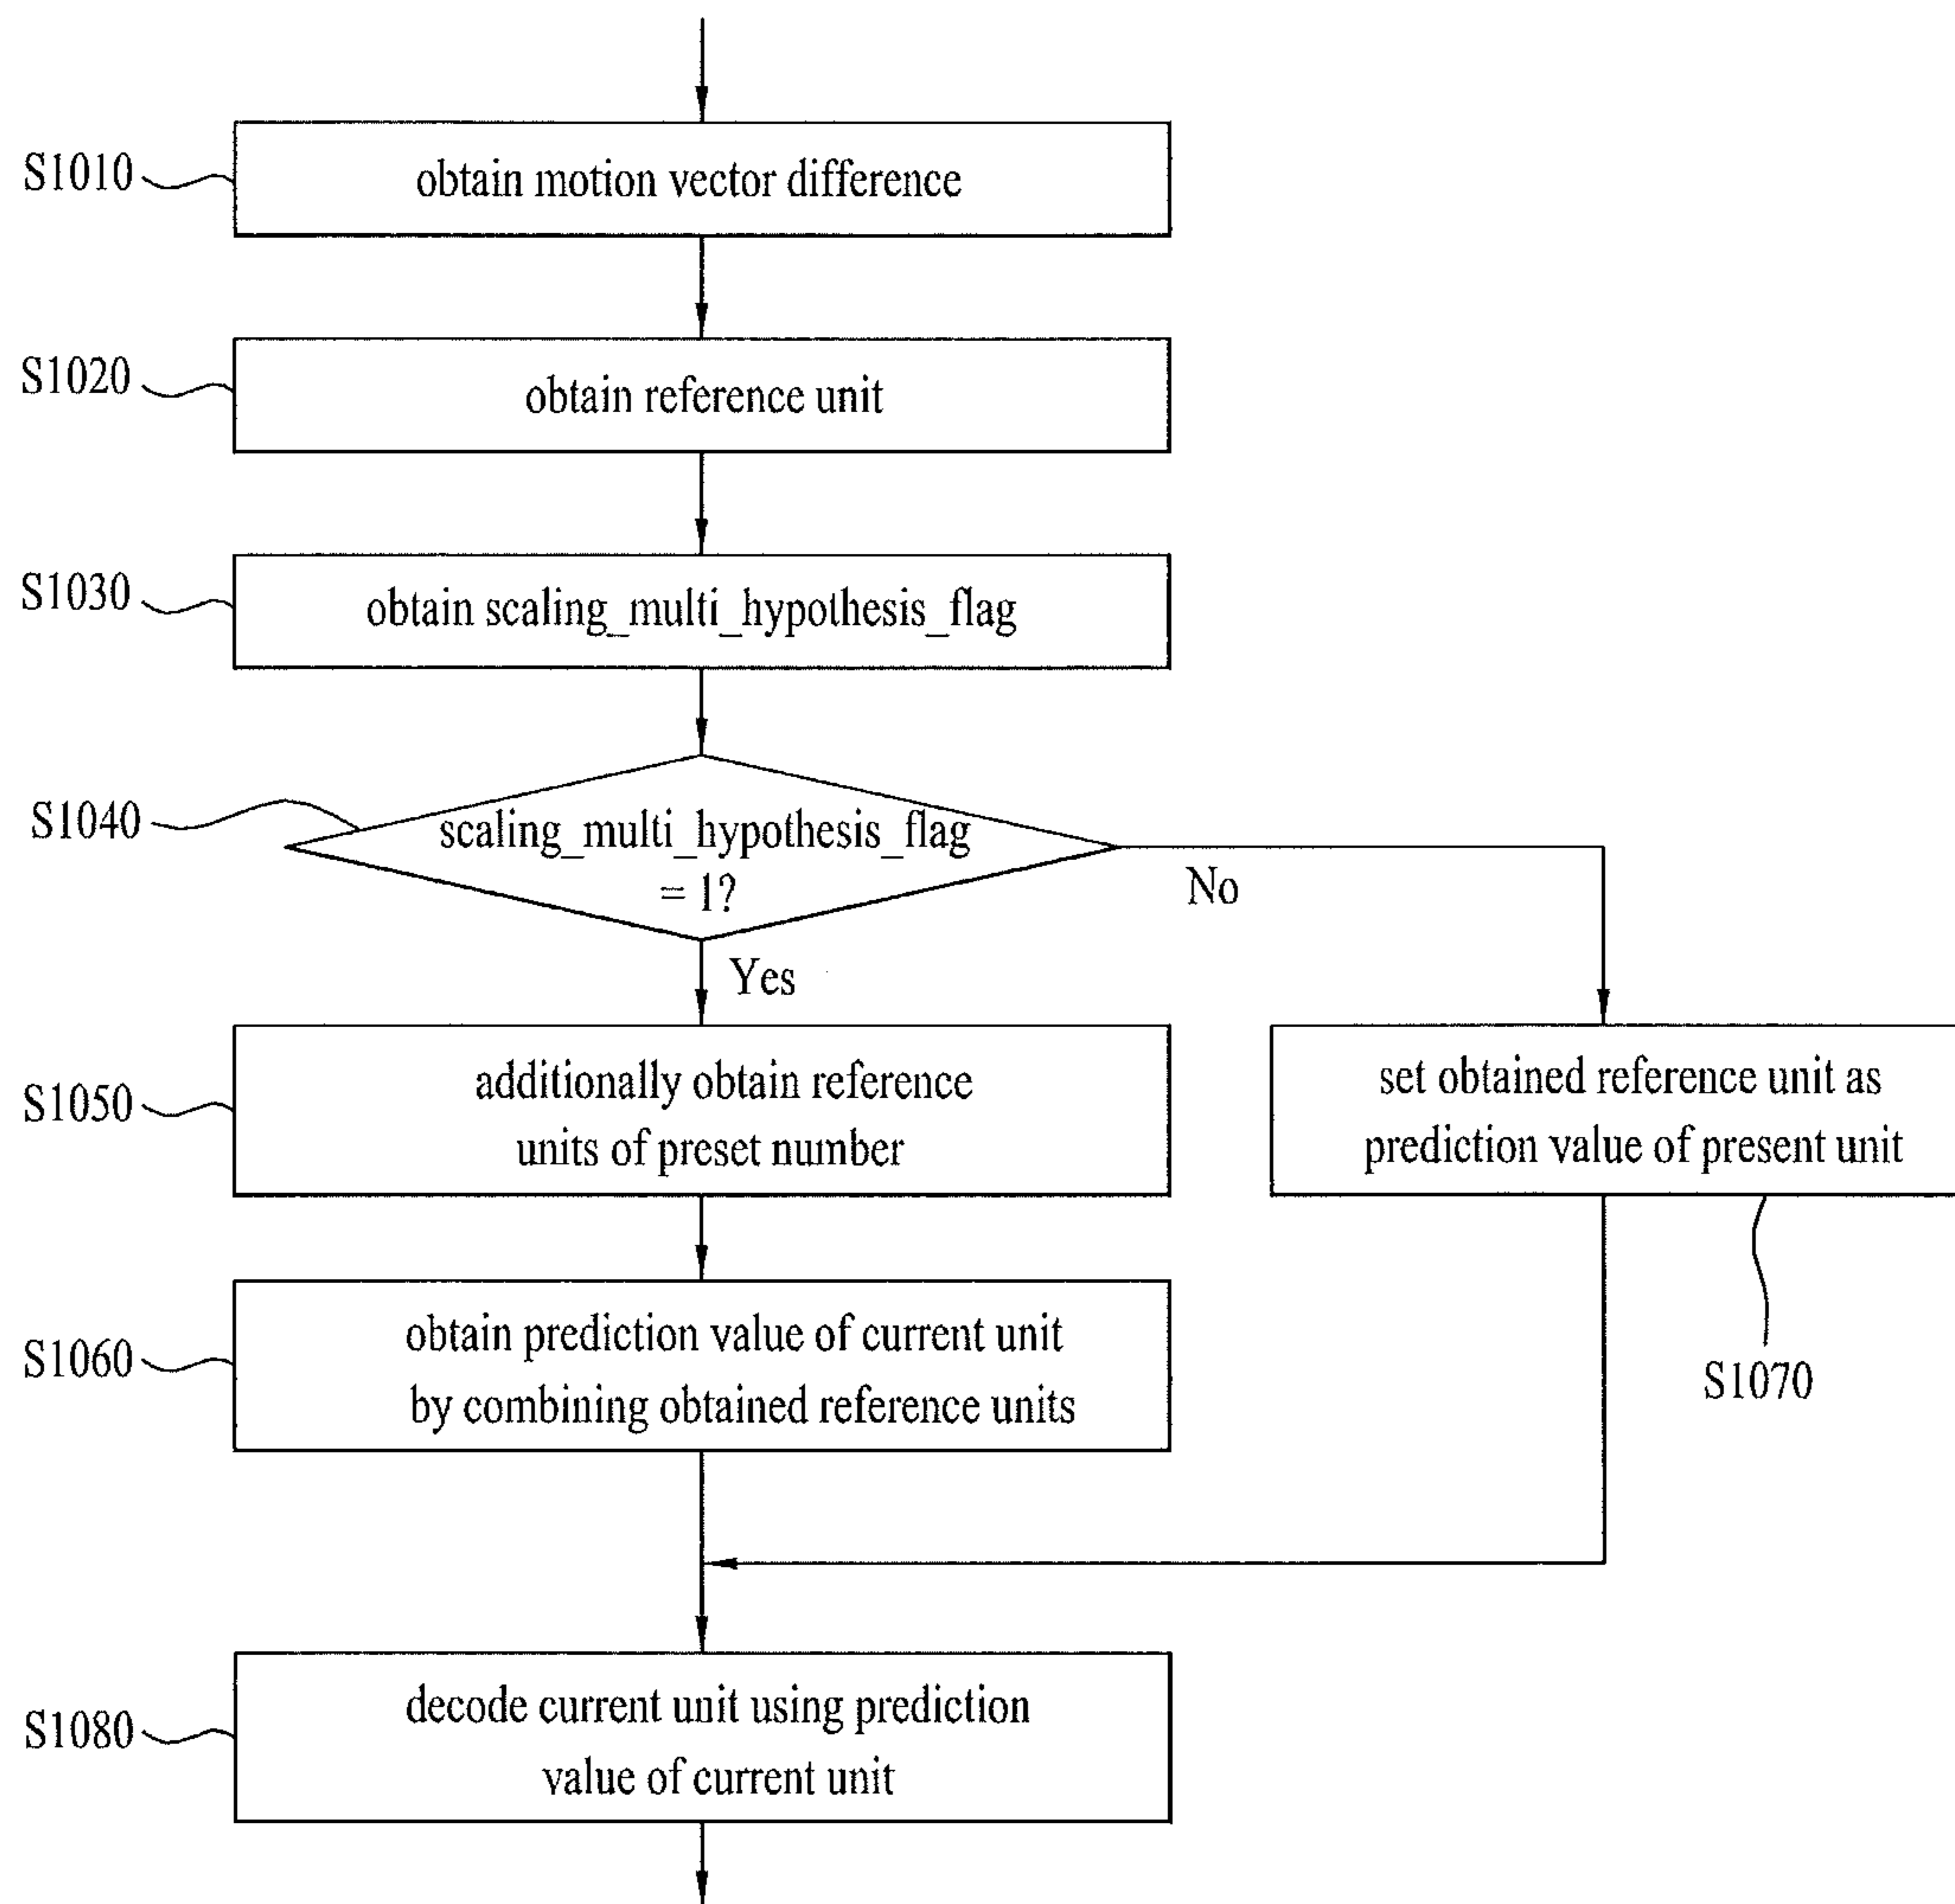 S1010
obtain motion vector difference
S1020
obtain reference unit
S1030
obtain scaling_multi_hypothesis_flag
S1040
scaling_multi_hypothesis_flag
= 1?
No
Yes
S1050
additionally obtain reference
units of preset number
set obtained reference unit as
prediction value of present unit
S1060
obtain prediction value of current unit
by combining obtained reference units
S1070
S1080
decode current unit using prediction
value of current unit